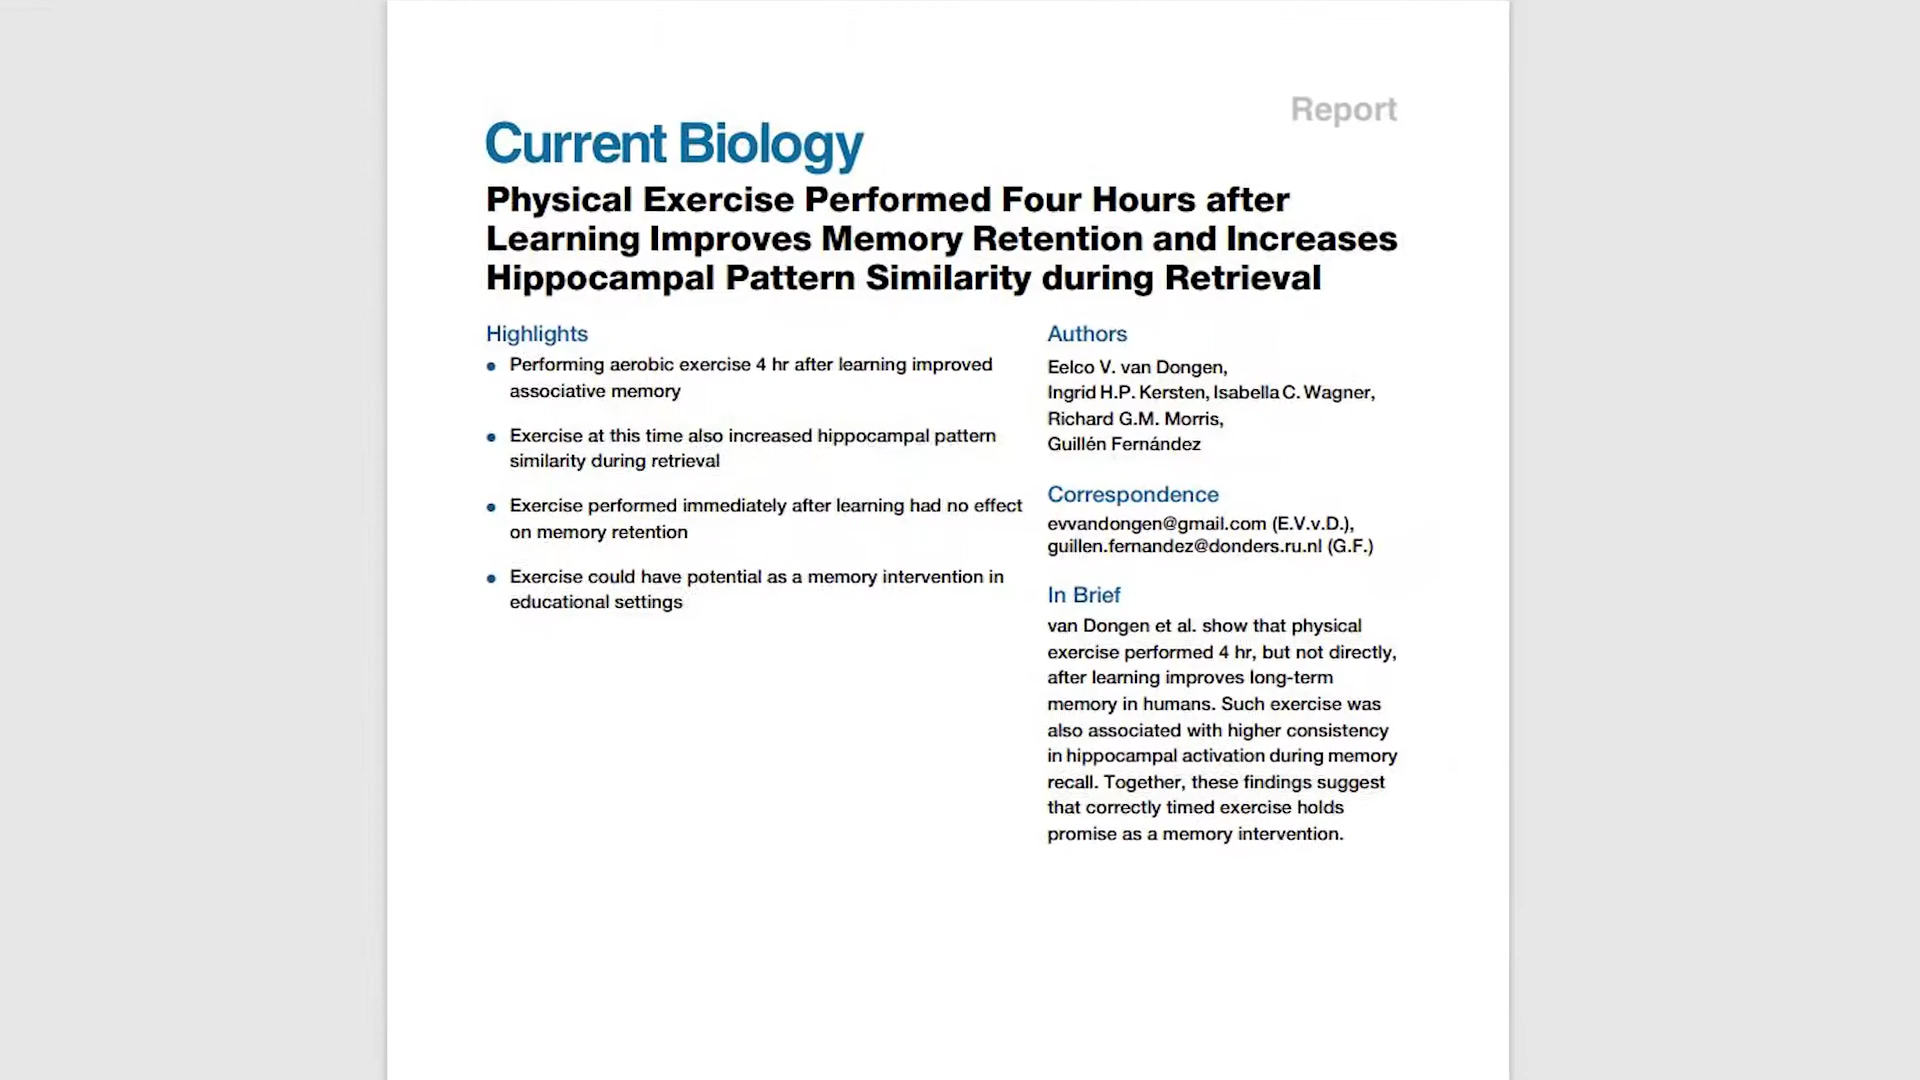 Report
Current Biology
Physical Exercise Performed Four Hours after
Learning Improves Memory Retention and Increases
Hippocampal Pattern Similarity during Retrieval
Highlights
• Performing aerobic exercise 4 hr after learning improved
associative memory
• Exercise at this time also increased hippocampal pattern
similarity during retrieval
• Exercise performed immediately after learning had no effect
on memory retention
• Exercise could have potential as a memory intervention in
educational settings
Authors
Eelco V. van Dongen,
Ingrid H.P. Kersten, Isabella C. Wagner,
Richard G.M. Morris,
Guillén Fernández
Correspondence
evvandongen@gmail.com (E.V.v.D.),
guillen.fernandez@donders.ru.nl (G.F.)
In Brief
van Dongen et al. show that physical
exercise performed 4 hr, but not directly,
after learning improves long-term
memory in humans. Such exercise was
also associated with higher consistency
in hippocampal activation during memory
recall. Together, these findings suggest
that correctly timed exercise holds
promise as a memory intervention.